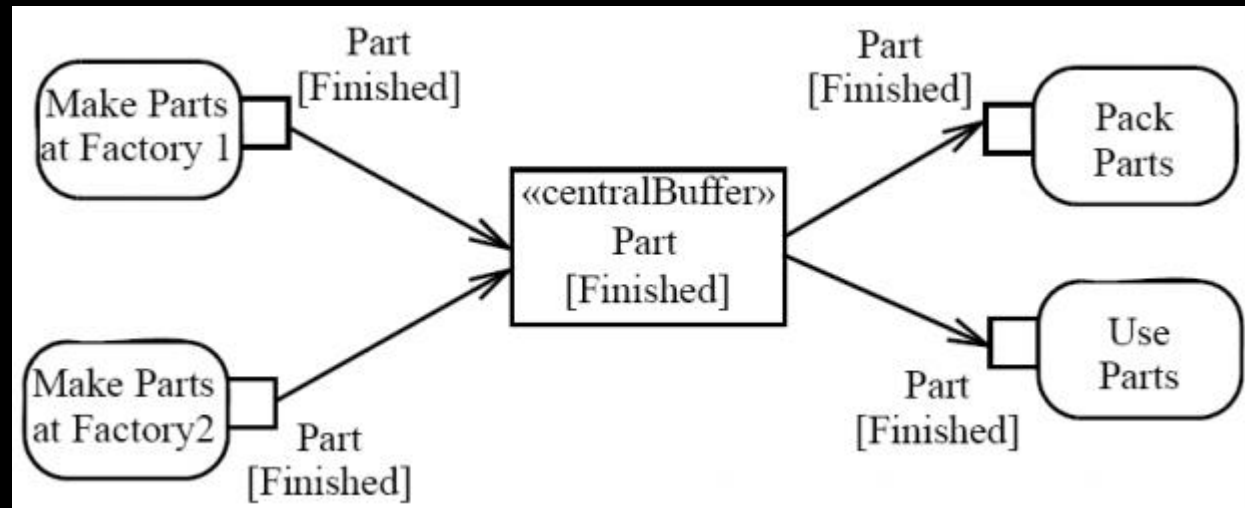 Part
[Finished]
Make Parts
at Factory 1
Part
[Finished]
Pack
Parts
«centralBuffer»
Part
[Finished]
Make Parts
at Factory2
Part
[Finished]
Use
Parts
Part
[Finished]